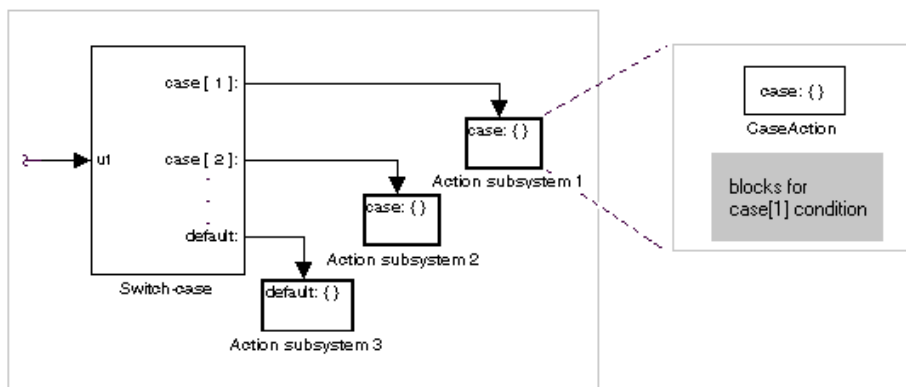 case [ 1 ]:
u1
case [ 2 ]:
default:
Switch-case
case: { }
Action subsystem 1
case: { }
Action subsystem 2
default: { }
Action subsystem 3
case: { }
CaseAction
blocks for
case[1] condition